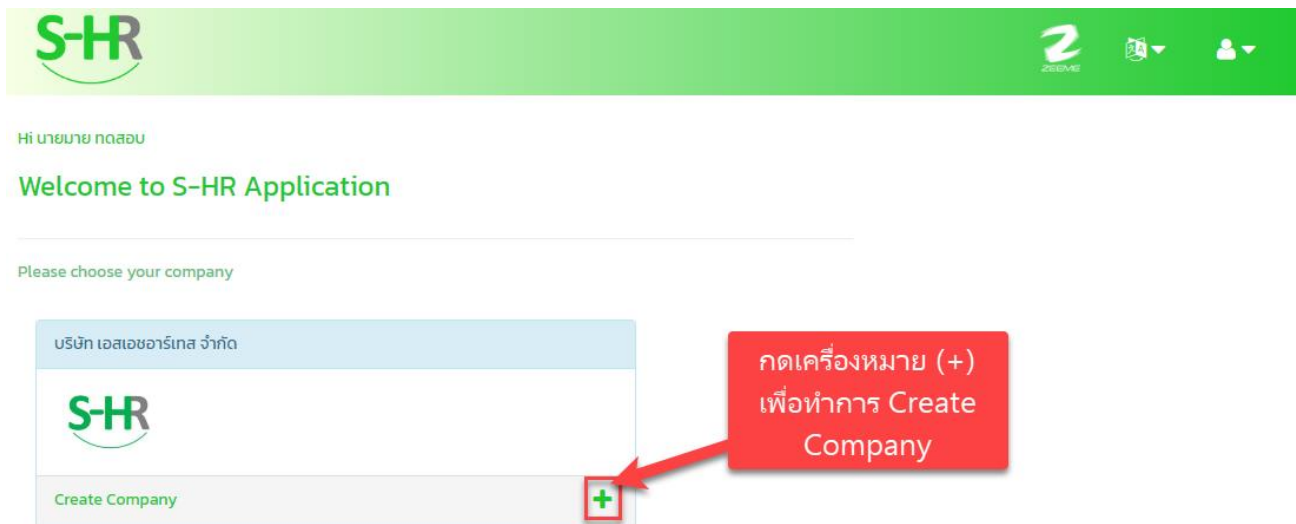 S-HR
ZEEME
Hi นายมาย ทดสอบ
Welcome to S-HR Application
Please choose your company
บริษัท เอสเอชอาร์เทส จำกัด
S-HR
กดเครื่องหมาย (+)
เพื่อทำการ Create
Company
Create Company